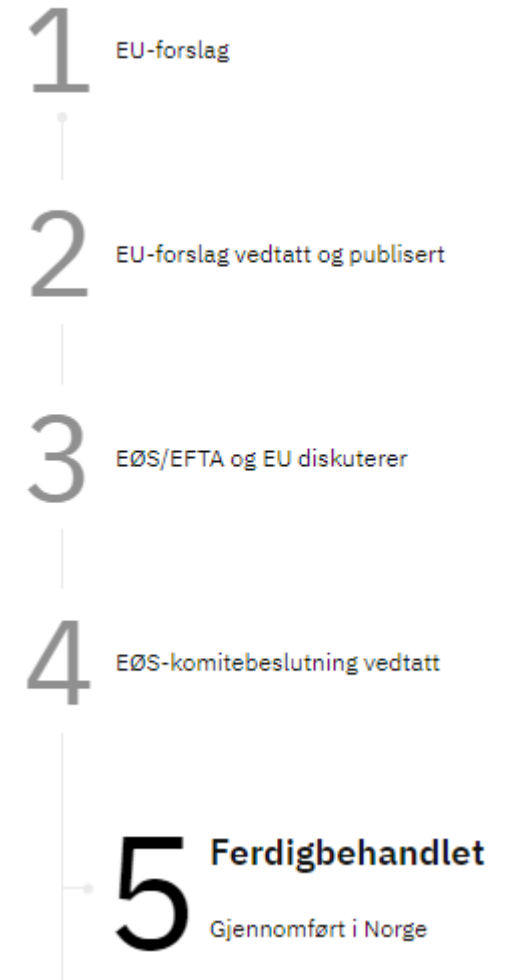 1
EU-forslag
2
EU-forslag vedtatt og publisert
3
EØS/EFTA og EU diskuterer
4
EØS-komitebeslutning vedtatt
5
Ferdigbehandlet
Gjennomført i Norge